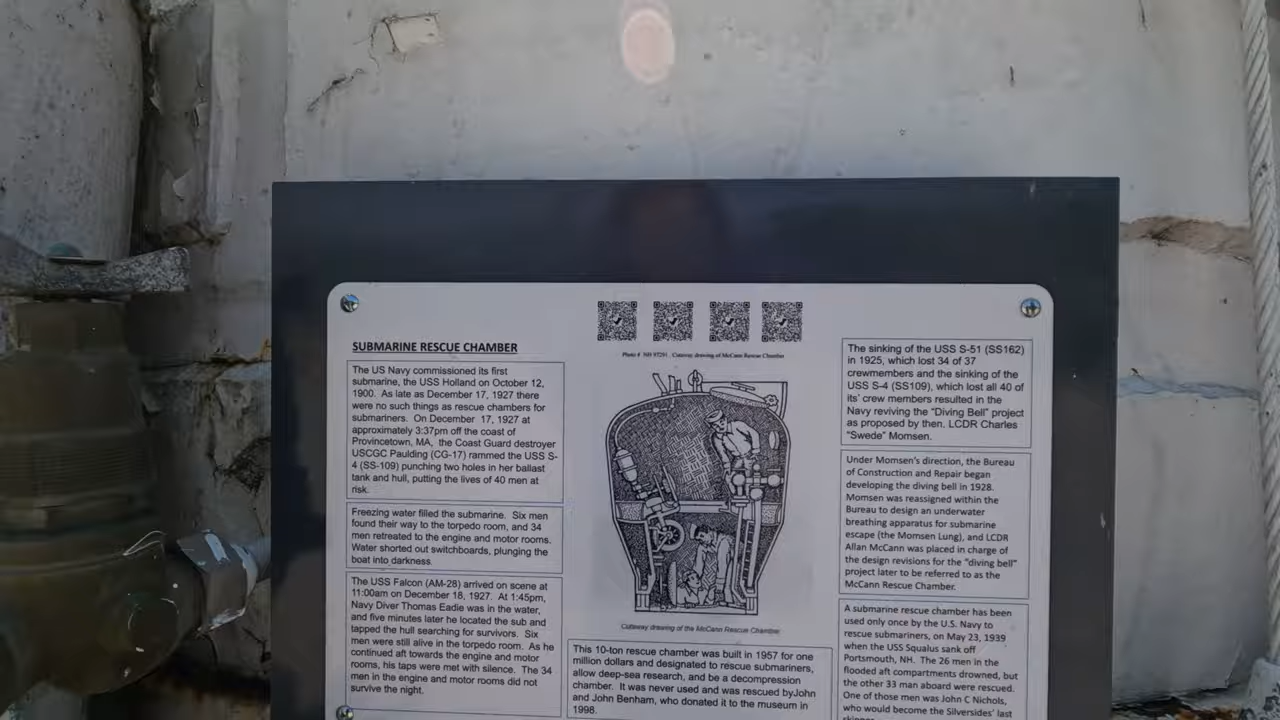 SUBMARINE RESCUE CHAMBER
The US Navy commissioned its first
submarine, the USS Holland on October 12,
1900. As late as December 17, 1927 there
were no such things as rescue chambers for
submariners. On December 17, 1927 at
approximately 3:37pm off the coast of
Provincetown, MA, the Coast Guard destroyer
USCGC Paulding (CG-17) rammed the USS S-
4 (SS-109) punching two holes in her ballast
tank and hull, putting the lives of 40 men at
risk.
Freezing water filled the submarine. Six men
found their way to the torpedo room, and 34
men retreated to the engine and motor rooms.
Water shorted out switchboards, plunging the
boat into darkness.
The USS Falcon (AM-28) arrived on scene at
11:00am on December 18, 1927. At 1:45pm,
Navy Diver Thomas Eadie was in the water,
and five minutes later he located the sub and
tapped the hull searching for survivors. Six
men were still alive in the torpedo room. As he
continued aft towards the engine and motor
rooms, his taps were met with silence. The 34
men in the engine and motor rooms did not
survive the night.
Photo # NH 97291 Cutaway drawing of McCann Rescue Chamber
Cutaway drawing of the McCann Rescue Chamber
This 10-ton rescue chamber was built in 1957 for one
million dollars and designated to rescue submariners,
allow deep-sea research, and be a decompression
chamber. It was never used and was rescued byJohn
and John Benham, who donated it to the museum in
1998.
The sinking of the USS S-51 (SS162)
in 1925, which lost 34 of 37
crewmembers and the sinking of the
USS S-4 (SS109), which lost all 40 of
its' crew members resulted in the
Navy reviving the "Diving Bell" project
as proposed by then. LCDR Charles
"Swede" Momsen.
Under Momsen's direction, the Bureau
of Construction and Repair began
developing the diving bell in 1928.
Momsen was reassigned within the
Bureau to design an underwater
breathing apparatus for submarine
escape (the Momsen Lung), and LCDR
Allan McCann was placed in charge of
the design revisions for the "diving bell"
project later to be referred to as the
McCann Rescue Chamber.
A submarine rescue chamber has been
used only once by the U.S. Navy to
rescue submariners, on May 23, 1939
when the USS Squalus sank off
Portsmouth, NH. The 26 men in the
flooded aft compartments drowned, but
the other 33 man aboard were rescued.
One of those men was John C Nichols,
who would become the Silversides' last